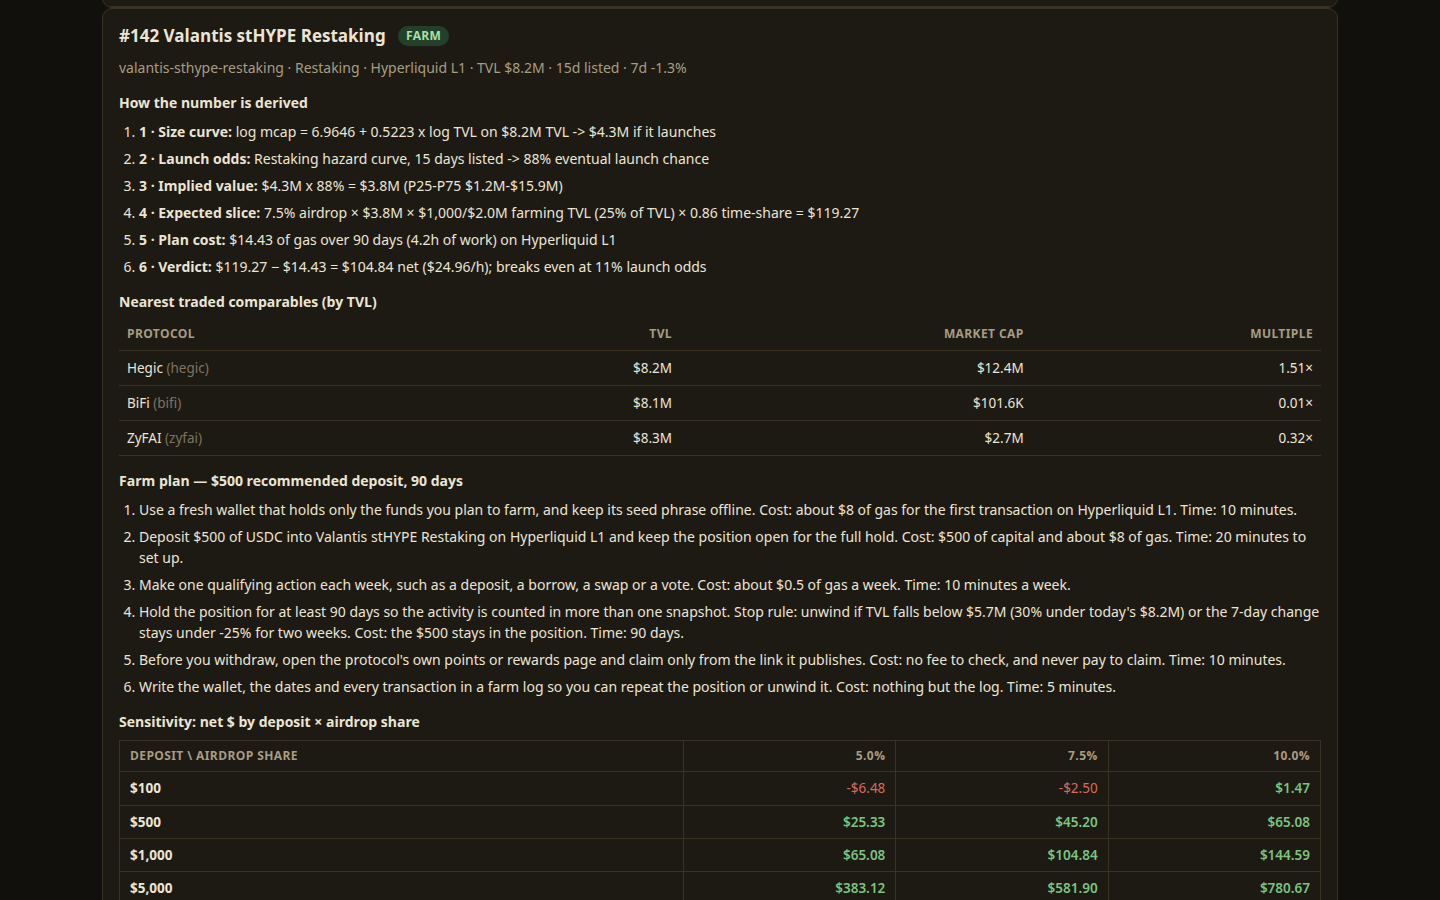 #142 Valantis stHYPE Restaking FARM
valantis-sthype-restaking · Restaking · Hyperliquid L1 · TVL $8.2M · 15d listed · 7d -1.3%
How the number is derived
1. 1 · Size curve: log mcap = 6.9646 + 0.5223 x log TVL on $8.2M TVL -> $4.3M if it launches
2. 2 · Launch odds: Restaking hazard curve, 15 days listed -> 88% eventual launch chance
3. 3 · Implied value: $4.3M x 88% = $3.8M (P25-P75 $1.2M-$15.9M)
4. 4 · Expected slice: 7.5% airdrop × $3.8M × $1,000/$2.0M farming TVL (25% of TVL) × 0.86 time-share = $119.27
5. 5 · Plan cost: $14.43 of gas over 90 days (4.2h of work) on Hyperliquid L1
6. 6 · Verdict: $119.27 − $14.43 = $104.84 net ($24.96/h); breaks even at 11% launch odds
Nearest traded comparables (by TVL)
PROTOCOL TVL MARKET CAP MULTIPLE
Hegic (hegic) $8.2M $12.4M 1.51×
BiFi (bifi) $8.1M $101.6K 0.01×
ZyFAI (zyfai) $8.3M $2.7M 0.32×
Farm plan — $500 recommended deposit, 90 days
1. Use a fresh wallet that holds only the funds you plan to farm, and keep its seed phrase offline. Cost: about $8 of gas for the first transaction on Hyperliquid L1. Time: 10 minutes.
2. Deposit $500 of USDC into Valantis stHYPE Restaking on Hyperliquid L1 and keep the position open for the full hold. Cost: $500 of capital and about $8 of gas. Time: 20 minutes to
set up.
3. Make one qualifying action each week, such as a deposit, a borrow, a swap or a vote. Cost: about $0.5 of gas a week. Time: 10 minutes a week.
4. Hold the position for at least 90 days so the activity is counted in more than one snapshot. Stop rule: unwind if TVL falls below $5.7M (30% under today's $8.2M) or the 7-day change
stays under -25% for two weeks. Cost: the $500 stays in the position. Time: 90 days.
5. Before you withdraw, open the protocol's own points or rewards page and claim only from the link it publishes. Cost: no fee to check, and never pay to claim. Time: 10 minutes.
6. Write the wallet, the dates and every transaction in a farm log so you can repeat the position or unwind it. Cost: nothing but the log. Time: 5 minutes.
Sensitivity: net $ by deposit × airdrop share
DEPOSIT \ AIRDROP SHARE 5.0% 7.5% 10.0%
$100 -$6.48 -$2.50 $1.47
$500 $25.33 $45.20 $65.08
$1,000 $65.08 $104.84 $144.59
$5,000 $383.12 $581.90 $780.67